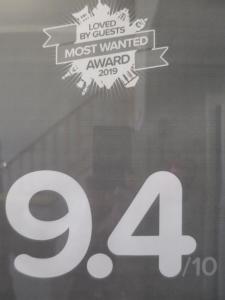 LOVED
BY GUESTS
MOST WANTED
AWARD
2019
9.4/10